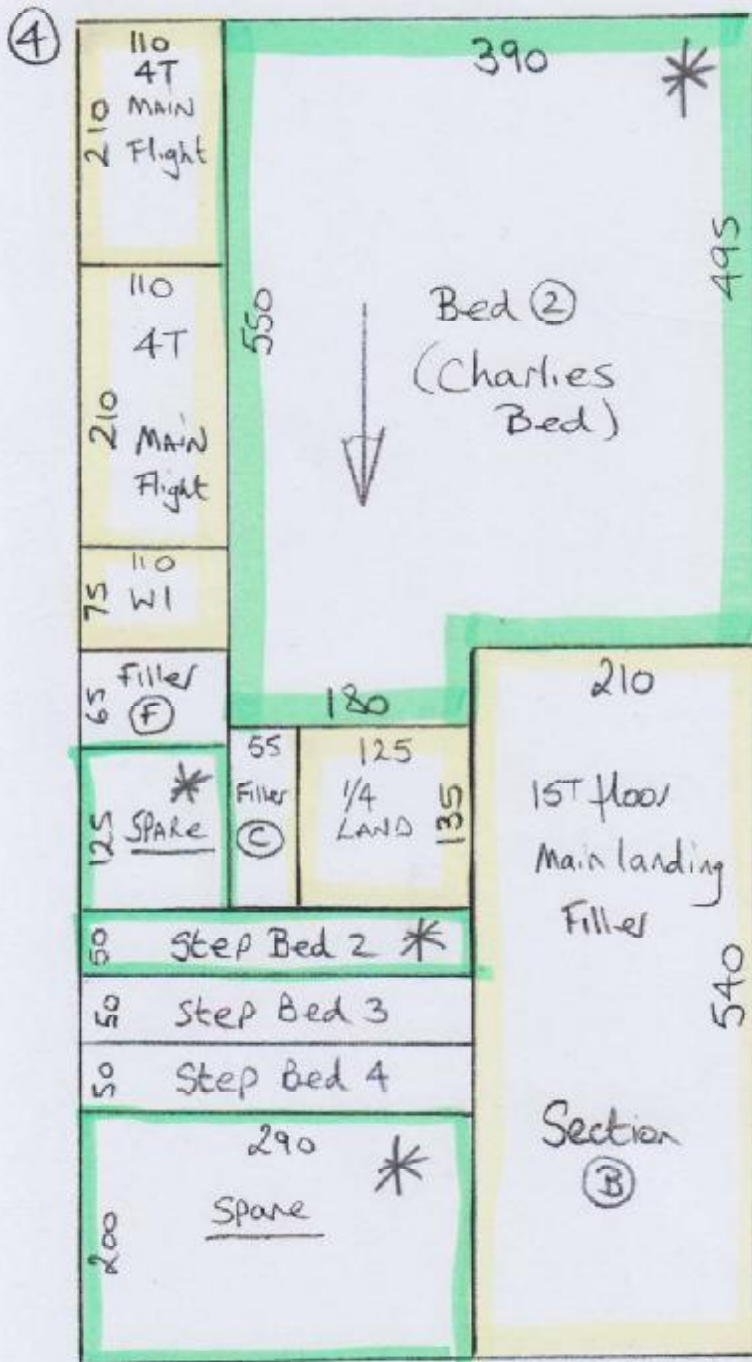 4
110
4T
MAIN
Flight
210
390
*
550
495
Bed 2
(Charlies
Bed)
110
4T
MAIN
Flight
210
110
W1
75
Filler
F
65
180
SPARE
*
125
55
Filler
C
125
1/4
LAND
135
210
1ST floor
Main landing
Filler
540
Section
B
50
Step Bed 2 *
50
Step Bed 3
50
Step Bed 4
290
*
Spare
200